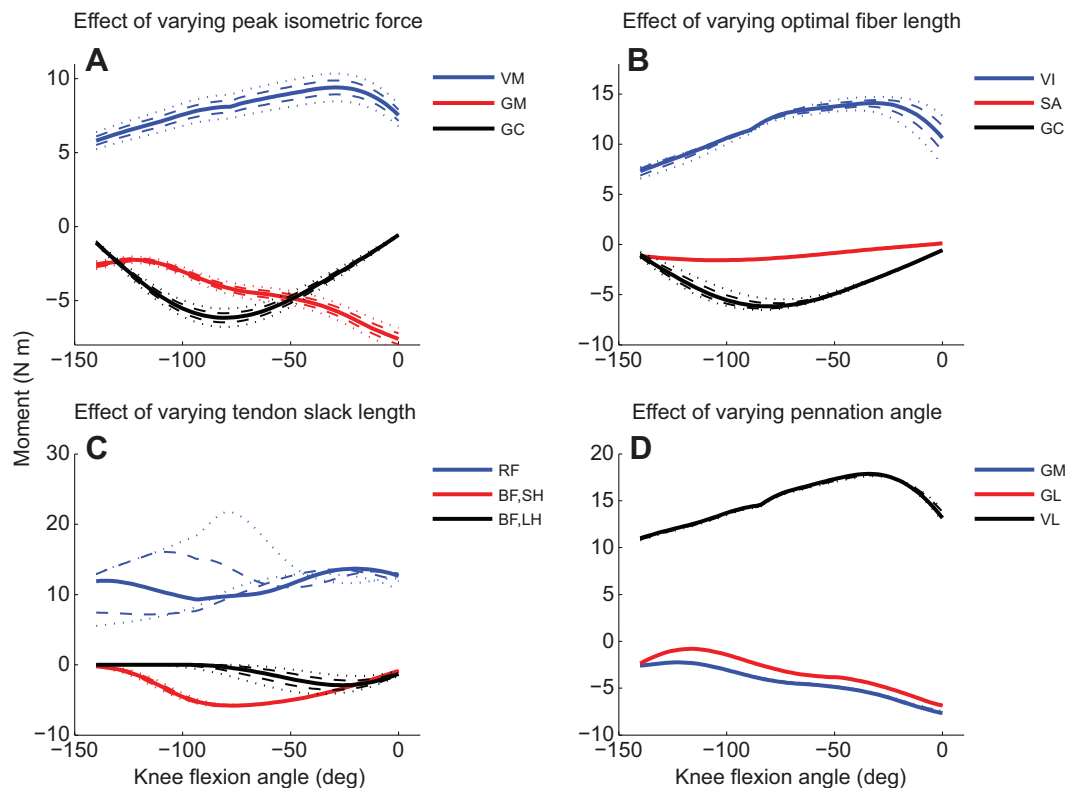 Effect of varying peak isometric force
A
VM
GM
GC
10
5
0
−5
−150
−100
−50
0
Effect of varying optimal fiber length
B
VI
SA
GC
15
10
5
0
−5
−10
−150
−100
−50
0
Moment (N m)
Effect of varying tendon slack length
C
RF
BF,SH
BF,LH
30
20
10
0
−10
−150
−100
−50
0
Knee flexion angle (deg)
Effect of varying pennation angle
D
GM
GL
VL
20
15
10
5
0
−5
−10
−150
−100
−50
0
Knee flexion angle (deg)